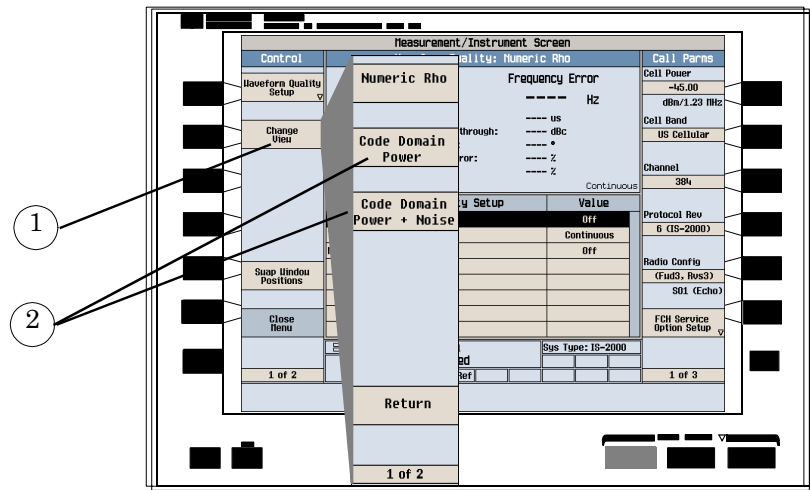 Measurement/Instrument Screen
Control
Quality: Numeric Rho
Call Parms
Waveform Quality
Setup
Change
View
Swap Window
Positions
Close
Menu
1 of 2
Numeric Rho
Code Domain
Power
Code Domain
Power + Noise
Return
1 of 2
Frequency Error
---- Hz
---- us
through: ---- dBc
---- °
ror: ---- %
---- %
Continuous
y Setup
Value
Off
Continuous
Off
Sys Type: IS-2000
ed
Ref
Cell Power
-45.00
dBm/1.23 MHz
Cell Band
US Cellular
Channel
384
Protocol Rev
6 (IS-2000)
Radio Config
(Fwd3, Rvs3)
SO1 (Echo)
FCH Service
Option Setup
1 of 3
1
2